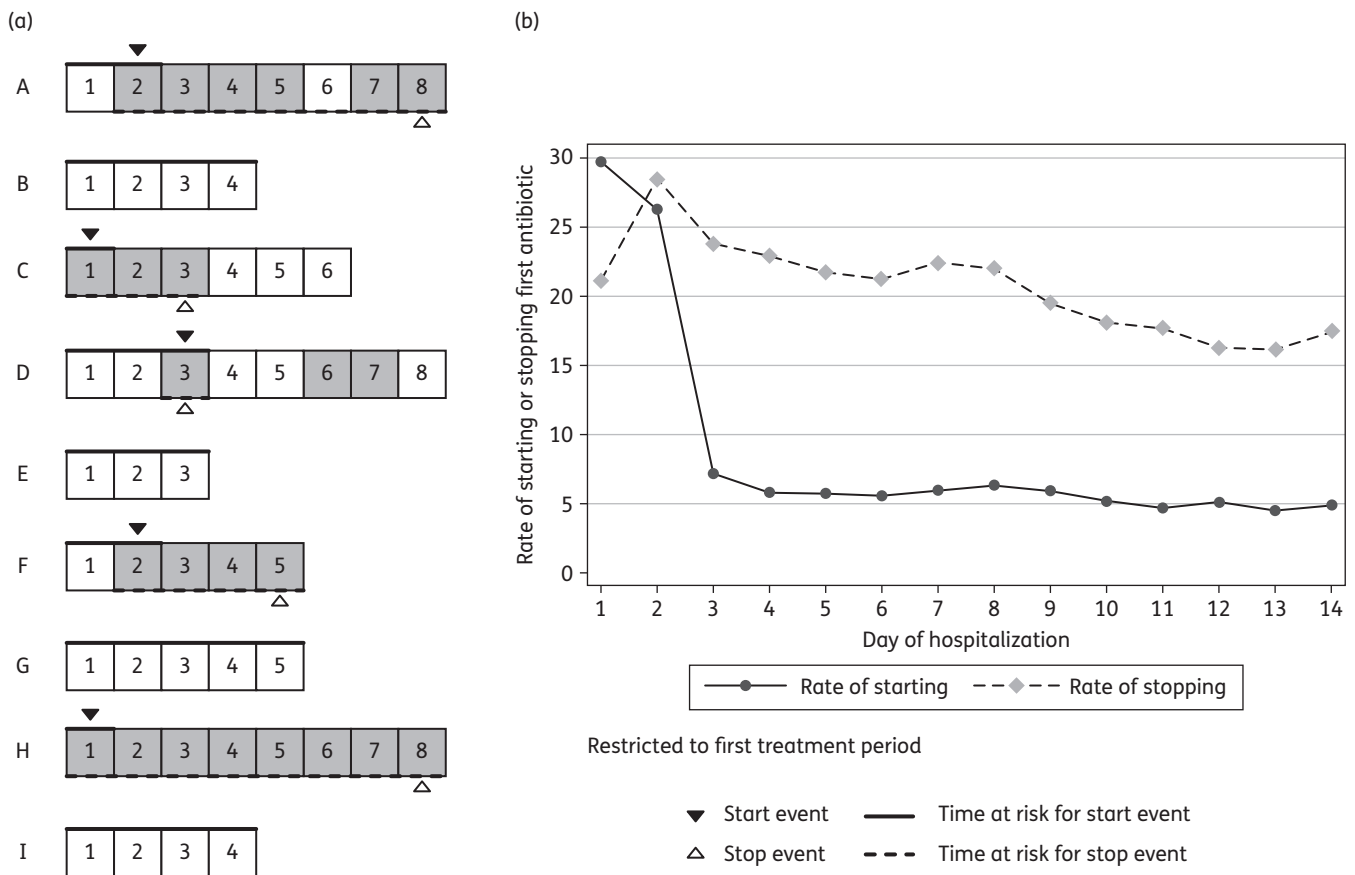 (a)
A 1 2 3 4 5 6 7 8
B 1 2 3 4
C 1 2 3 4 5 6
D 1 2 3 4 5 6 7 8
E 1 2 3
F 1 2 3 4 5
G 1 2 3 4 5
H 1 2 3 4 5 6 7 8
I 1 2 3 4
(b)
Rate of starting or stopping first antibiotic
30
25
20
15
10
5
0
1 2 3 4 5 6 7 8 9 10 11 12 13 14
Day of hospitalization
Rate of starting Rate of stopping
Restricted to first treatment period
Start event Time at risk for start event
Stop event Time at risk for stop event